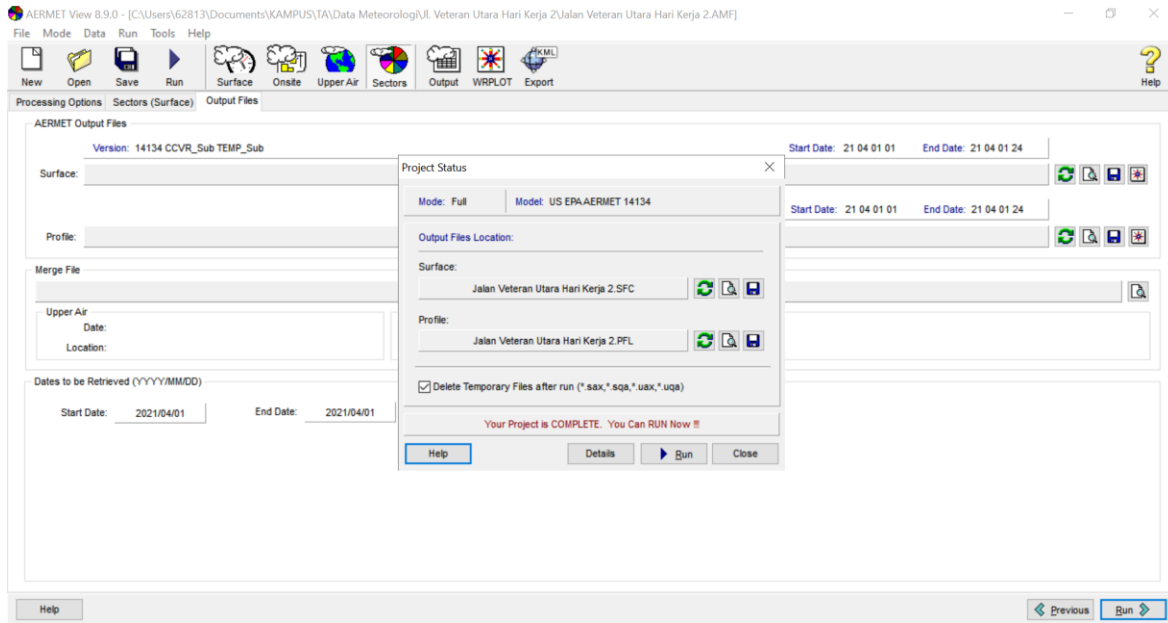 AERMET View 8.9.0 - [C:\Users\62813\Documents\KAMPUS\TA\Data Meteorologi\Jl. Veteran Utara Hari Kerja 2\Jalan Veteran Utara Hari Kerja 2.AMF]
File Mode Data Run Tools Help
New Open Save Run Surface Onsite Upper Air Sectors Output WRPLOT KML Export Help
Processing Options Sectors (Surface) Output Files
AERMET Output Files
Version: 14134 CCVR_Sub TEMP_Sub
Start Date: 21 04 01 01 End Date: 21 04 01 24
Surface:
Start Date: 21 04 01 01 End Date: 21 04 01 24
Profile:
Merge File
Upper Air
Date:
Location:
Dates to be Retrieved (YYYY/MM/DD)
Start Date: 2021/04/01 End Date: 2021/04/01
Project Status
Mode: Full Model: US EPA-AERMET 14134
Output Files Location:
Surface:
Jalan Veteran Utara Hari Kerja 2.SFC
Profile:
Jalan Veteran Utara Hari Kerja 2.PFL
Delete Temporary Files after run (*.sax,*.sqa,*.uax,*.uqa)
Your Project is COMPLETE. You Can RUN Now !!!
Help Details Run Close
Help Previous Run